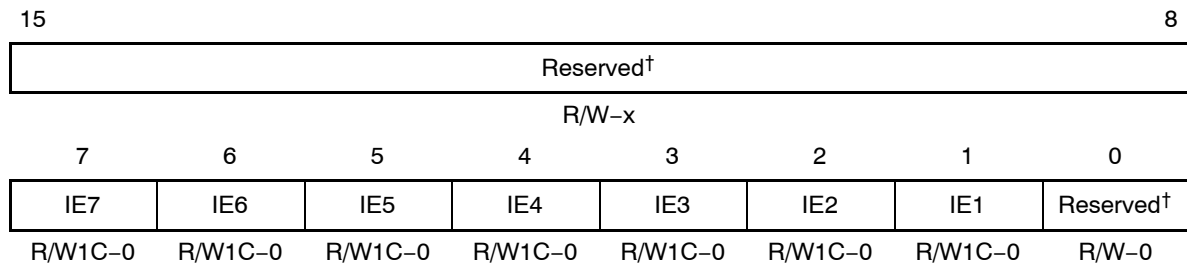 15 8
Reserved†
R/W−x
7 6 5 4 3 2 1 0
IE7 IE6 IE5 IE4 IE3 IE2 IE1 Reserved†
R/W1C−0 R/W1C−0 R/W1C−0 R/W1C−0 R/W1C−0 R/W1C−0 R/W1C−0 R/W−0